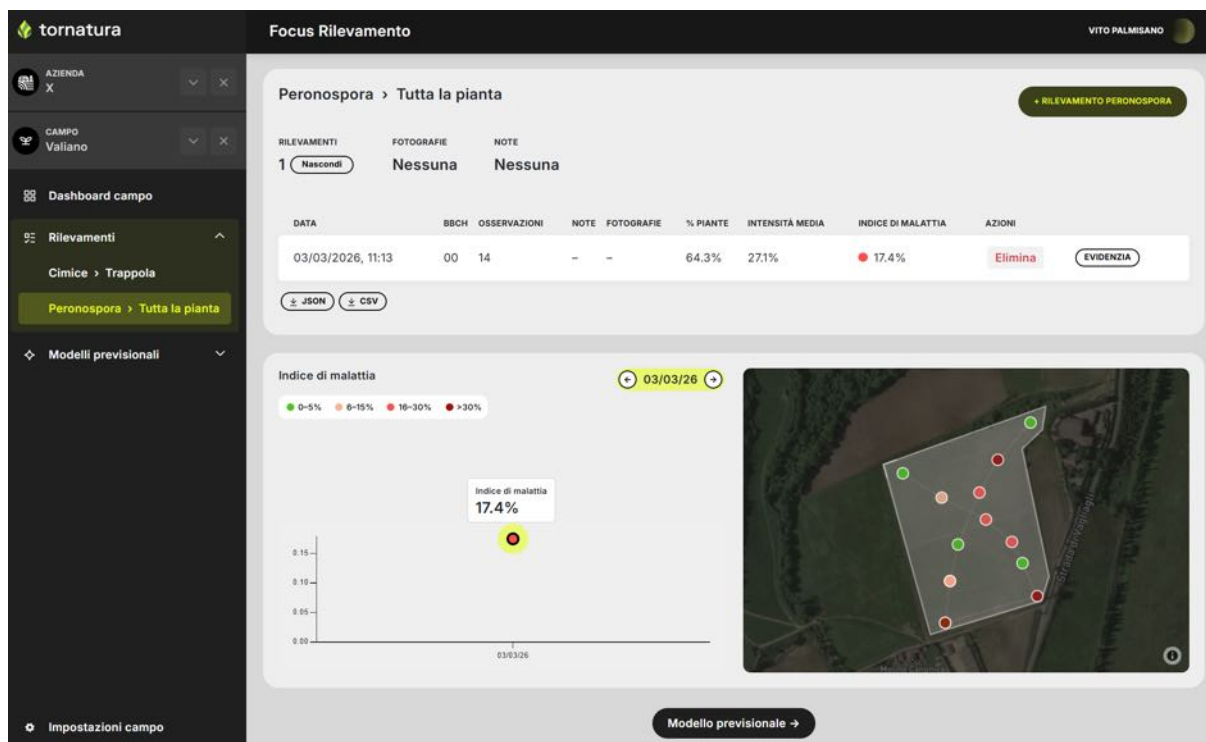 tornatura
Focus Rilevamento
VITO PALMISANO
AZIENDA
X
CAMPO
Valiano
Dashboard campo
Rilevamenti
Cimice › Trappola
Peronospora › Tutta la pianta
Modelli previsionali
Impostazioni campo
Peronospora › Tutta la pianta
+ RILEVAMENTO PERONOSPORA
RILEVAMENTI FOTOGRAFIE NOTE
1 Nascondi Nessuna Nessuna
DATA BBCH OSSERVAZIONI NOTE FOTOGRAFIE % PIANTE INTENSITÀ MEDIA INDICE DI MALATTIA AZIONI
03/03/2026, 11:13 00 14 – – 64.3% 27.1% 17.4% Elimina EVIDENZIA
JSON CSV
Indice di malattia
03/03/26
0–5% 6–15% 16–30% >30%
Indice di malattia
17.4%
0.15
0.10
0.05
0.00
03/03/26
Strada di Vagliagli
Modello previsionale →